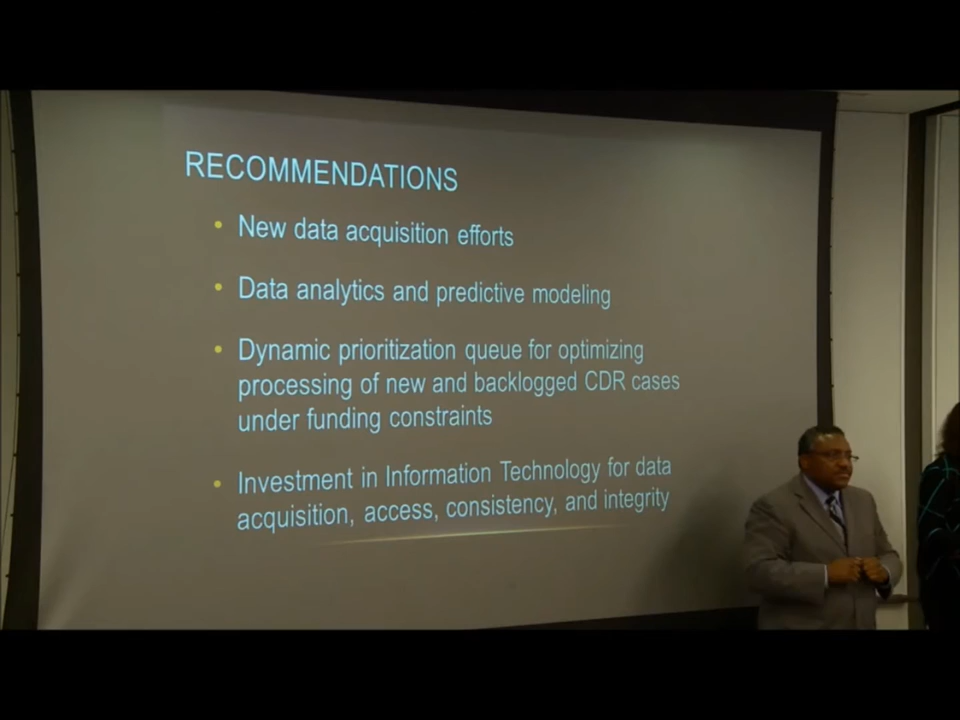 RECOMMENDATIONS
• New data acquisition efforts
• Data analytics and predictive modeling
• Dynamic prioritization queue for optimizing
processing of new and backlogged CDR cases
under funding constraints
• Investment in Information Technology for data
acquisition, access, consistency, and integrity